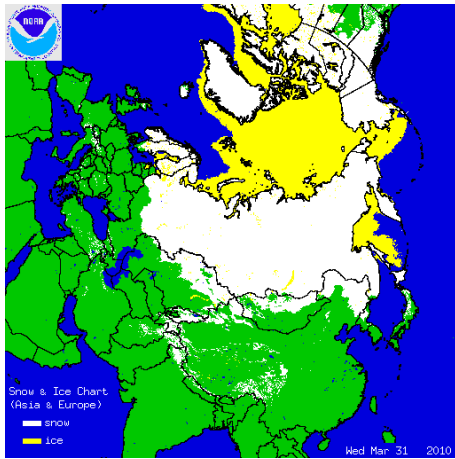 NOAA
Snow & Ice Chart
(Asia & Europe)
snow
ice
Wed Mar 31 2010